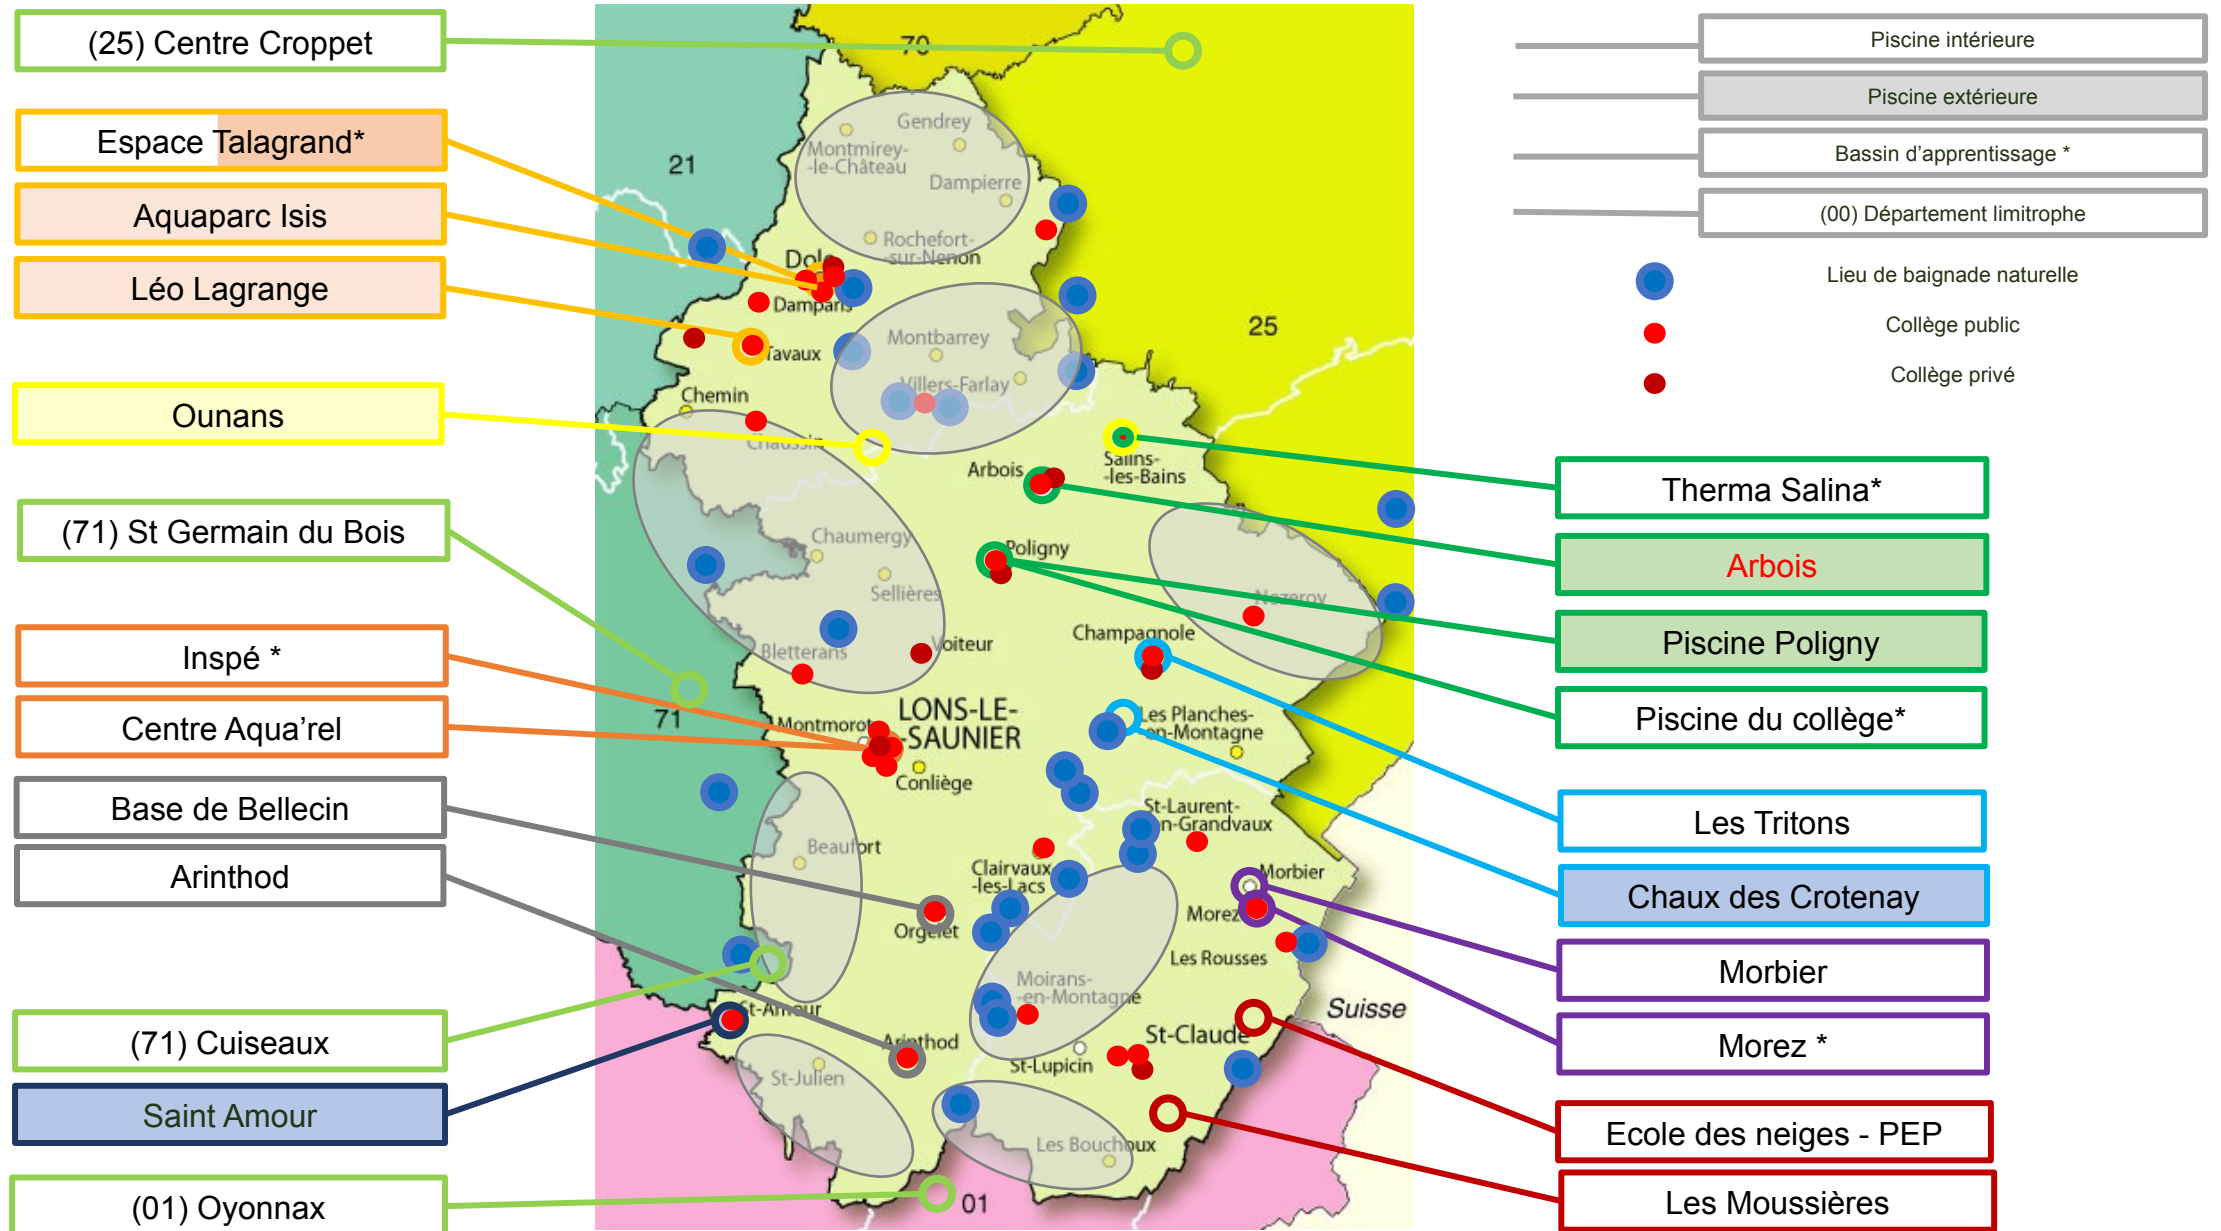 (25) Centre Croppet
Espace Talagrand*
Aquaparc Isis
Léo Lagrange
Ounans
(71) St Germain du Bois
Inspé *
Centre Aqua’rel
Base de Bellecin
Arinthod
(71) Cuiseaux
Saint Amour
(01) Oyonnax
70
21
25
71
01
Gendrey
Montmirey-
-le-Château
Dampierre
Rochefort-
-sur-Nenon
Dole
Damparis
Tavaux
Montbarrey
Villers-Farlay
Chemin
Chaussin
Arbois
Salins-
-les-Bains
Chaumergy
Sellières
Poligny
Nozeroy
Champagnole
Bletterans
Voiteur
Montmorot
LONS-LE-
-SAUNIER
Conliège
Les Planches-
-en-Montagne
St-Laurent-
-en-Grandvaux
Beaufort
Clairvaux-
-les-Lacs
Morbier
Morez
Orgelet
Les Rousses
Moirans-
-en-Montagne
St-Amour
Suisse
Arinthod
St-Claude
St-Lupicin
St-Julien
Les Bouchoux
Piscine intérieure
Piscine extérieure
Bassin d’apprentissage *
(00) Département limitrophe
Lieu de baignade naturelle
Collège public
Collège privé
Therma Salina*
Arbois
Piscine Poligny
Piscine du collège*
Les Tritons
Chaux des Crotenay
Morbier
Morez *
Ecole des neiges - PEP
Les Moussières